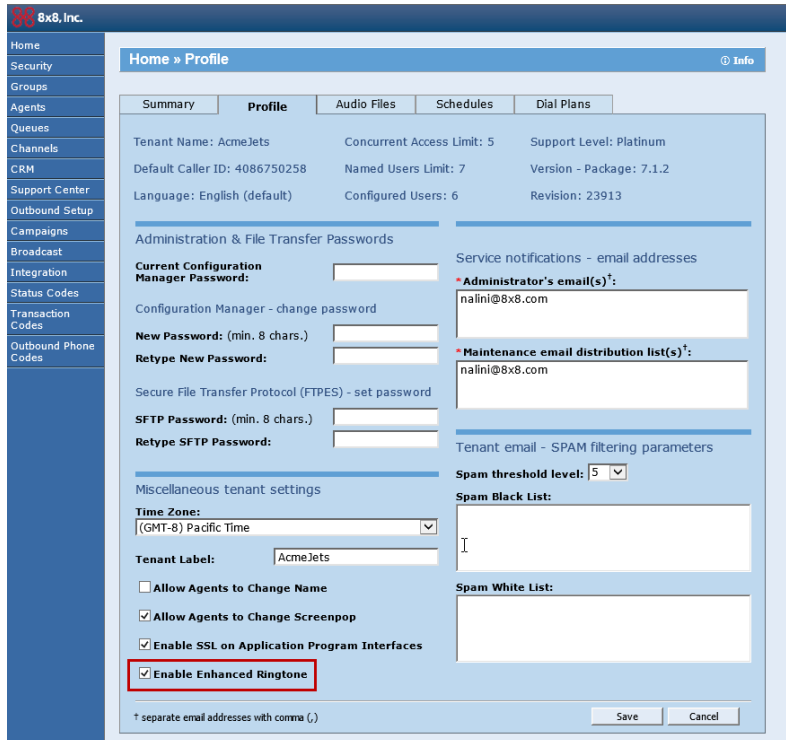 8x8, Inc.
Home
Security
Groups
Agents
Queues
Channels
CRM
Support Center
Outbound Setup
Campaigns
Broadcast
Integration
Status Codes
Transaction
Codes
Outbound Phone
Codes
Home » Profile
Info
Summary
Profile
Audio Files
Schedules
Dial Plans
Tenant Name: AcmeJets
Concurrent Access Limit: 5
Support Level: Platinum
Default Caller ID: 4086750258
Named Users Limit: 7
Version - Package: 7.1.2
Language: English (default)
Configured Users: 6
Revision: 23913
Administration & File Transfer Passwords
Current Configuration
Manager Password:
Configuration Manager - change password
New Password: (min. 8 chars.)
Retype New Password:
Secure File Transfer Protocol (FTPES) - set password
SFTP Password: (min. 8 chars.)
Retype SFTP Password:
Miscellaneous tenant settings
Time Zone:
(GMT-8) Pacific Time
Tenant Label: AcmeJets
Allow Agents to Change Name
Allow Agents to Change Screenpop
Enable SSL on Application Program Interfaces
Enable Enhanced Ringtone
Service notifications - email addresses
*Administrator's email(s)†:
nalini@8x8.com
*Maintenance email distribution list(s)†:
nalini@8x8.com
Tenant email - SPAM filtering parameters
Spam threshold level: 5
Spam Black List:
Spam White List:
† separate email addresses with comma (,)
Save
Cancel